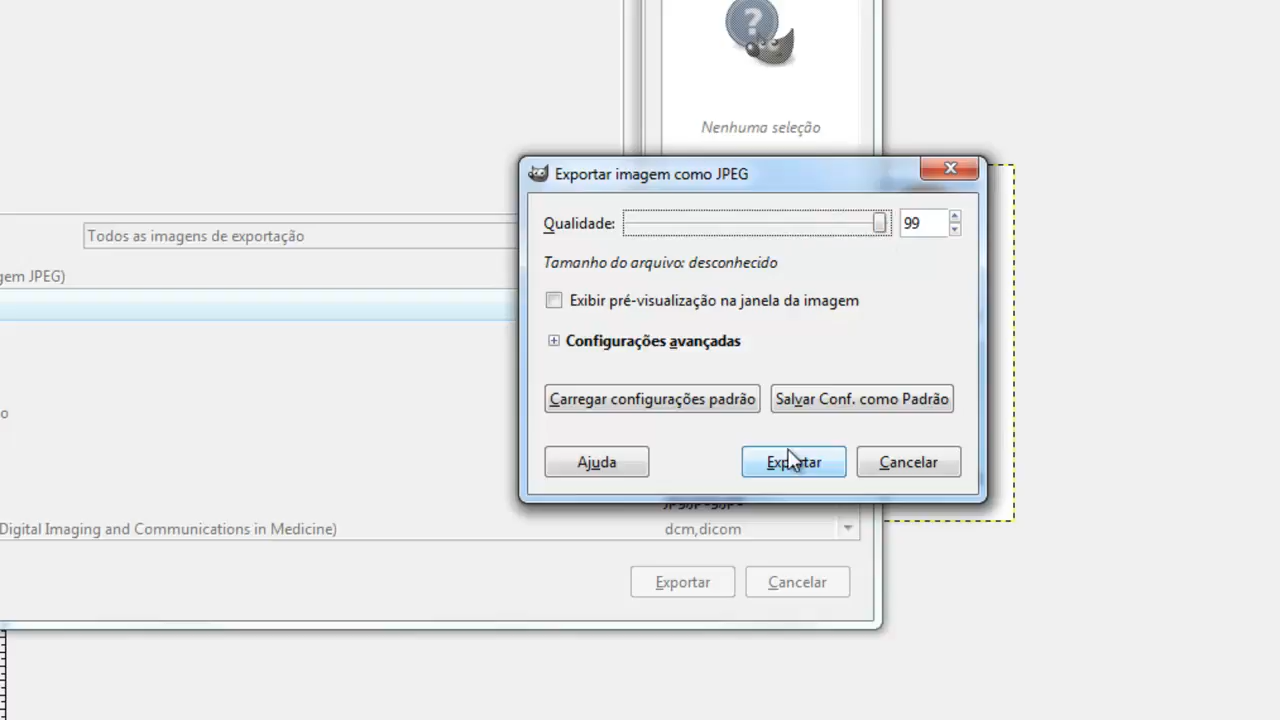 Nenhuma seleção
Exportar imagem como JPEG
Qualidade: 99
Todos as imagens de exportação
Tamanho do arquivo: desconhecido
gem JPEG)
Exibir pré-visualização na janela da imagem
Configurações avançadas
Carregar configurações padrão Salvar Conf. como Padrão
o
Ajuda Exportar Cancelar
Digital Imaging and Communications in Medicine) dcm,dicom
Exportar Cancelar